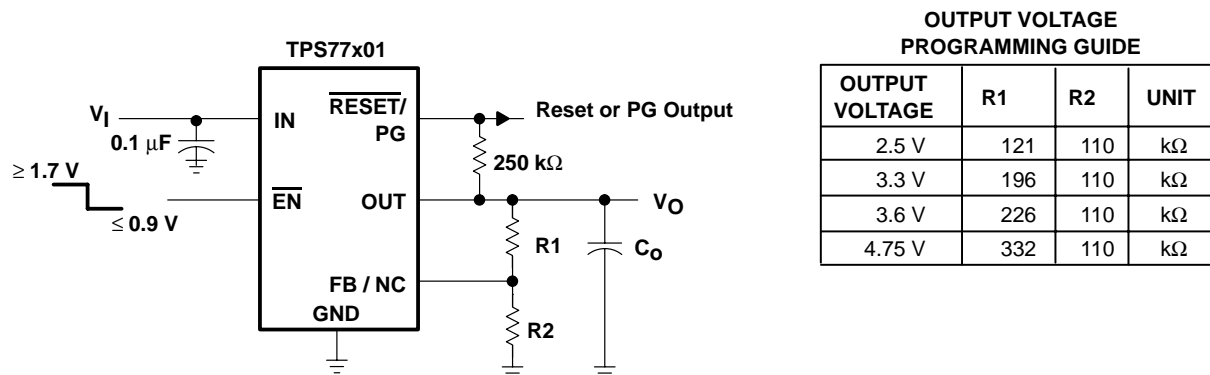 TPS77x01
V_I
0.1 μF
IN
RESET/
PG
Reset or PG Output
250 kΩ
≥ 1.7 V
≤ 0.9 V
EN
OUT
V_O
R1
C_o
FB / NC
GND
R2
OUTPUT VOLTAGE
PROGRAMMING GUIDE
OUTPUT
VOLTAGE R1 R2 UNIT
2.5 V 121 110 kΩ
3.3 V 196 110 kΩ
3.6 V 226 110 kΩ
4.75 V 332 110 kΩ